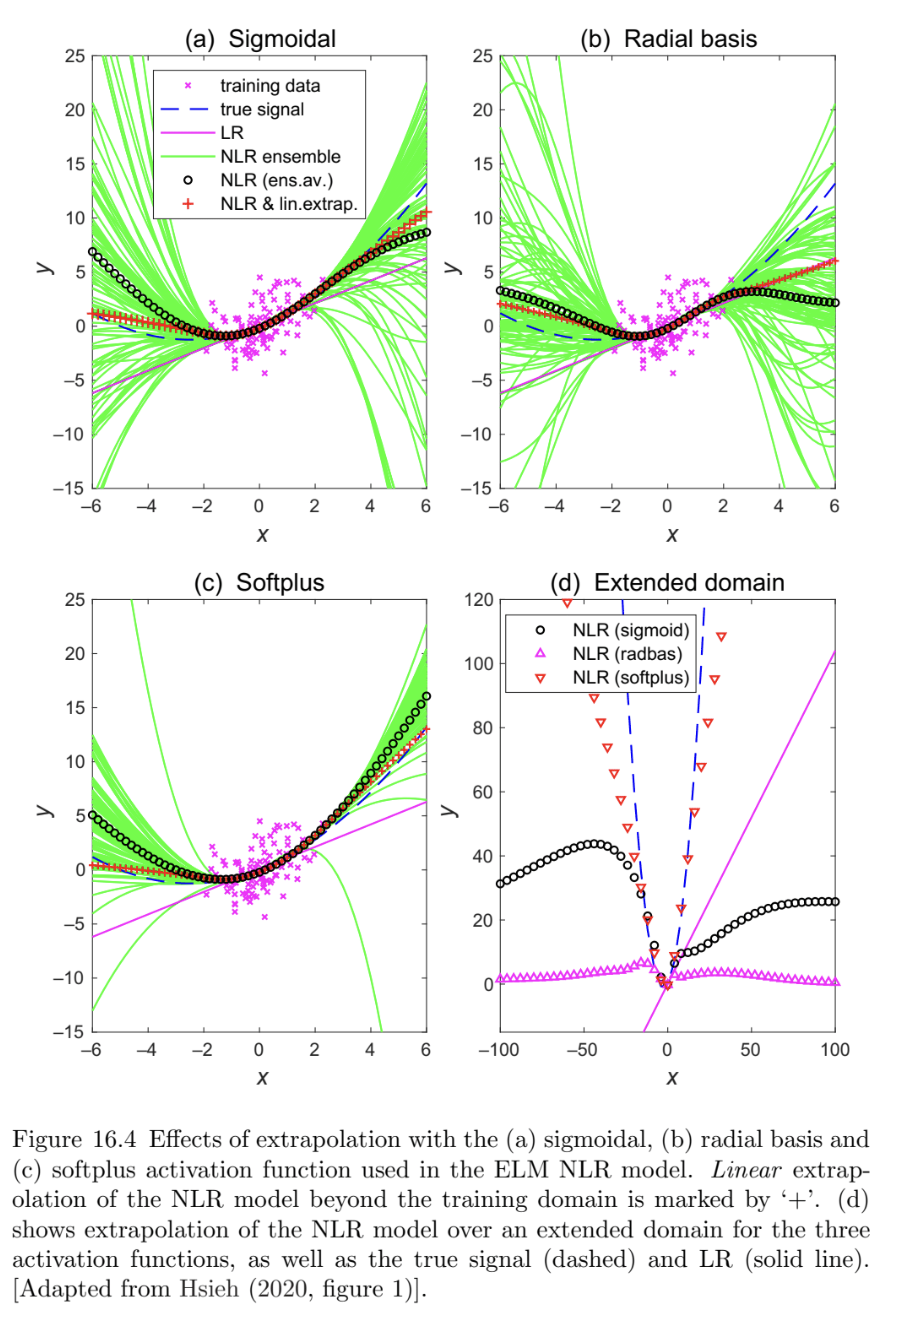 (a) Sigmoidal
25
20
15
10
5
0
−5
−10
−15
y
−6 −4 −2 0 2 4 6
x
training data
true signal
LR
NLR ensemble
NLR (ens.av.)
NLR & lin.extrap.
(b) Radial basis
25
20
15
10
5
0
−5
−10
−15
y
−6 −4 −2 0 2 4 6
x
(c) Softplus
25
20
15
10
5
0
−5
−10
−15
y
−6 −4 −2 0 2 4 6
x
(d) Extended domain
120
100
80
60
40
20
0
y
−100 −50 0 50 100
x
NLR (sigmoid)
NLR (radbas)
NLR (softplus)
Figure 16.4 Effects of extrapolation with the (a) sigmoidal, (b) radial basis and
(c) softplus activation function used in the ELM NLR model. Linear extrap-
olation of the NLR model beyond the training domain is marked by ‘+’. (d)
shows extrapolation of the NLR model over an extended domain for the three
activation functions, as well as the true signal (dashed) and LR (solid line).
[Adapted from Hsieh (2020, figure 1)].